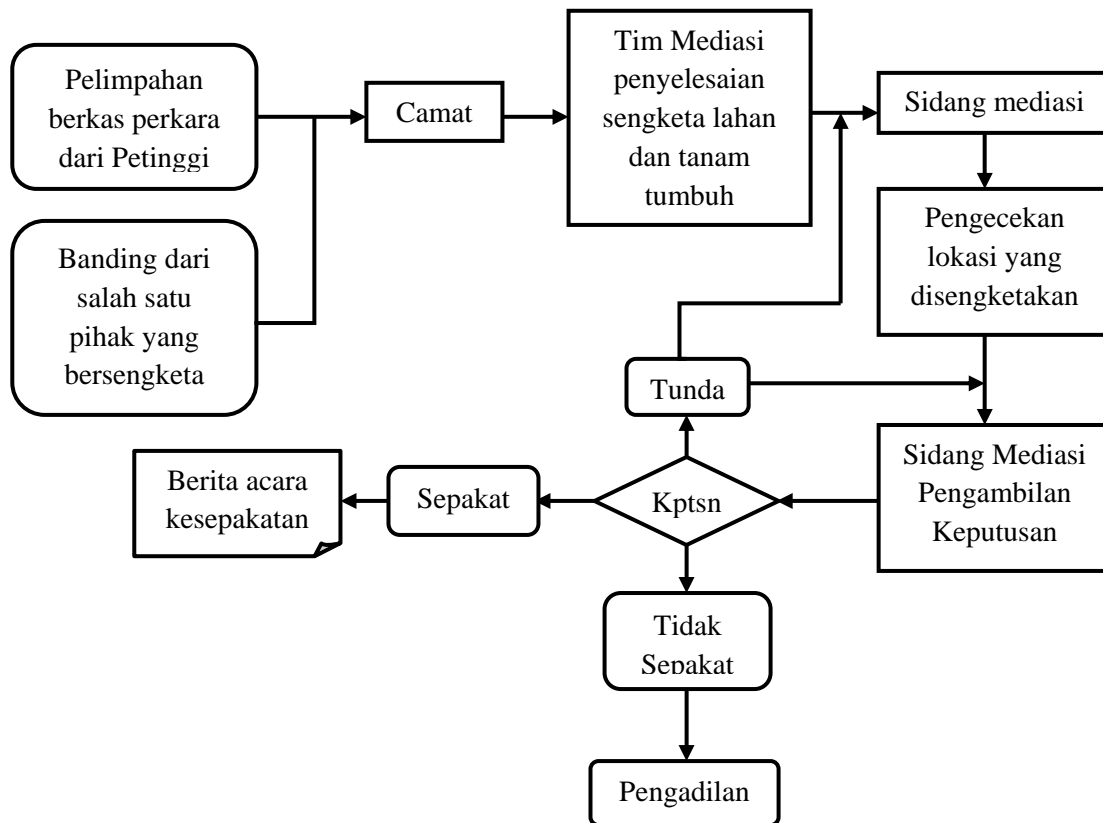 Pelimpahan
berkas perkara
dari Petinggi
Banding dari
salah satu
pihak yang
bersengketa
Camat
Tim Mediasi
penyelesaian
sengketa lahan
dan tanam
tumbuh
Sidang mediasi
Pengecekan
lokasi yang
disengketakan
Sidang Mediasi
Pengambilan
Keputusan
Kptsn
Tunda
Sepakat
Berita acara
kesepakatan
Tidak
Sepakat
Pengadilan